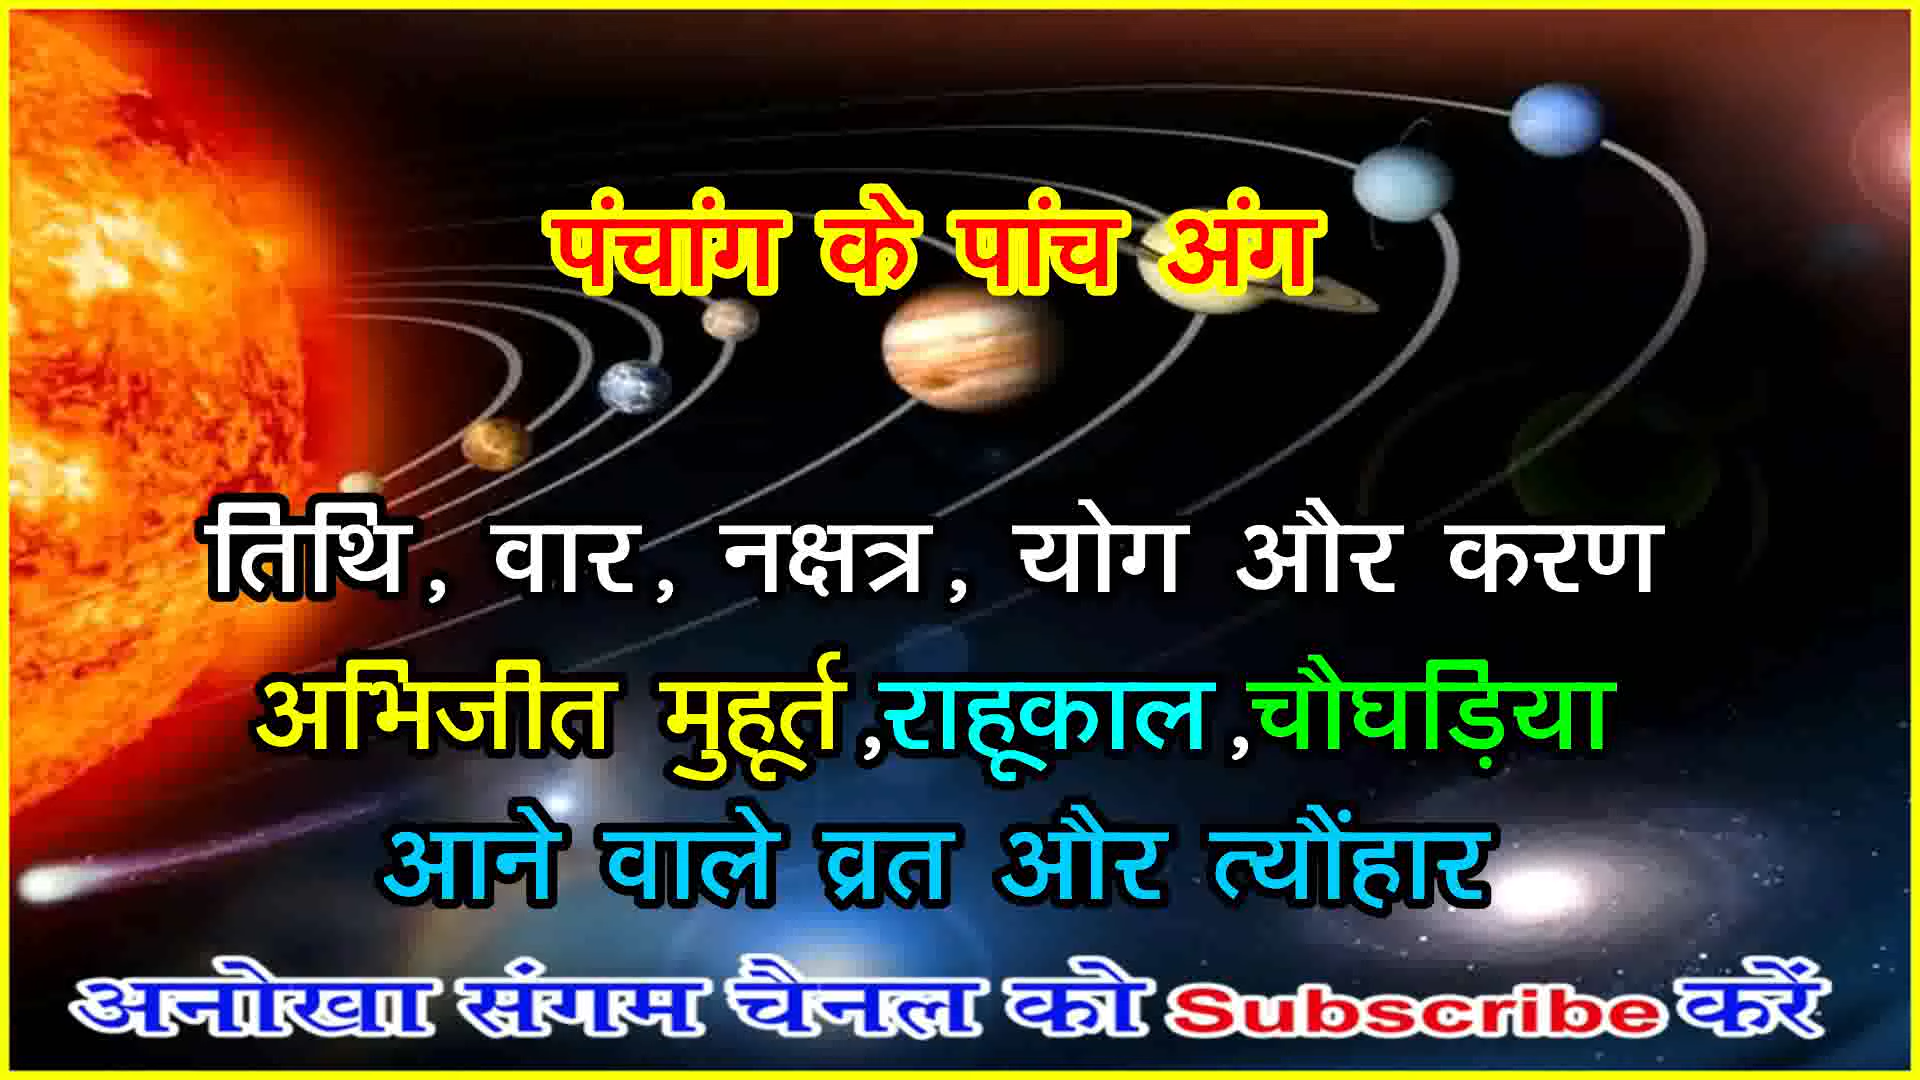 पंचांग के पांच अंग
तिथि, वार, नक्षत्र, योग और करण
अभिजीत मुहूर्त ,राहूकाल ,चौघड़िया
आने वाले व्रत और त्यौंहार
अनोखा संगम चैनल को Subscribe करें